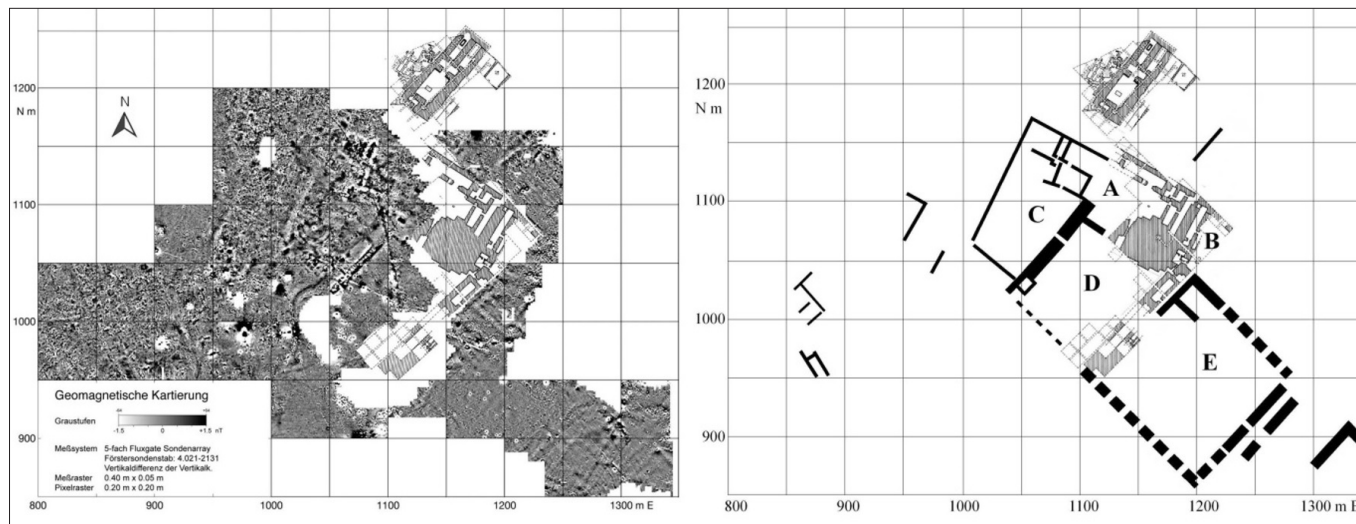 1200
N m
N
1100
1000
900
Geomagnetische Kartierung
Graustufen
-64 +64
-1.5 0 +1.5 nT
Meßsystem 5-fach Fluxgate Sondenarray
Förstersondenstab: 4.021-2131
Vertikaldifferenz der Vertikalk.
Meßraster 0.40 m x 0.05 m
Pixelraster 0.20 m x 0.20 m
800 900 1000 1100 1200 1300 m E
1200
N m
1100
1000
900
A
B
C
D
E
800 900 1000 1100 1200 1300 m E